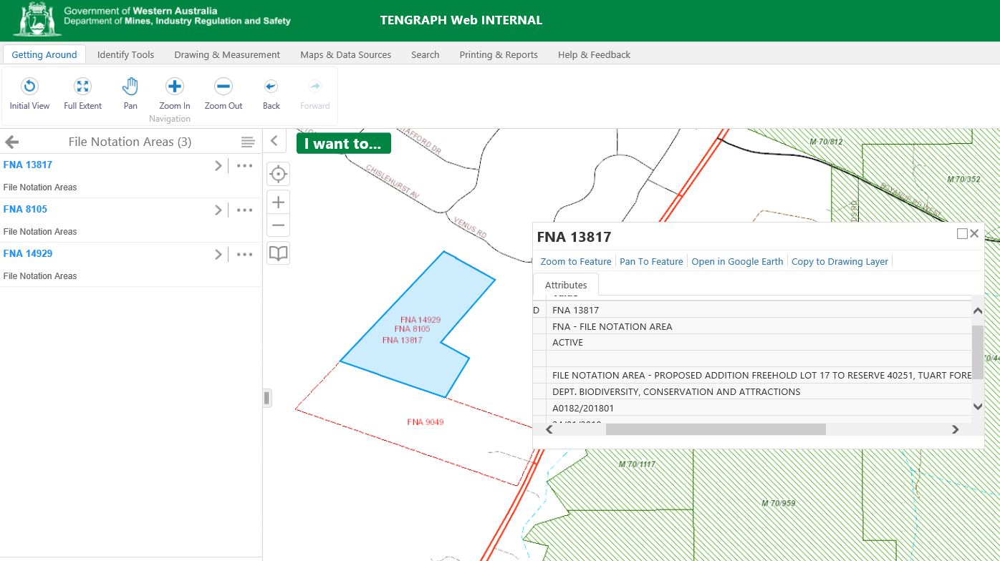 Government of Western Australia
Department of Mines, Industry Regulation and Safety
TENGRAPH Web INTERNAL
Getting Around
Identify Tools
Drawing & Measurement
Maps & Data Sources
Search
Printing & Reports
Help & Feedback
Initial View
Full Extent
Pan
Zoom In
Zoom Out
Back
Forward
Navigation
File Notation Areas (3)
FNA 13817
File Notation Areas
FNA 8105
File Notation Areas
FNA 14929
File Notation Areas
I want to...
CHISLEHURST AV
VENUS RD
M 70/812
M 70/352
BOYANUP RD WEST
FNA 14929
FNA 8105
FNA 13817
FNA 9049
FNA 13817
Zoom to Feature
Pan To Feature
Open in Google Earth
Copy to Drawing Layer
Attributes
D
FNA 13817
FNA - FILE NOTATION AREA
ACTIVE
FILE NOTATION AREA - PROPOSED ADDITION FREEHOLD LOT 17 TO RESERVE 40251, TUART FORE
DEPT. BIODIVERSITY, CONSERVATION AND ATTRACTIONS
A0182/201801
M 70/1117
M 70/959